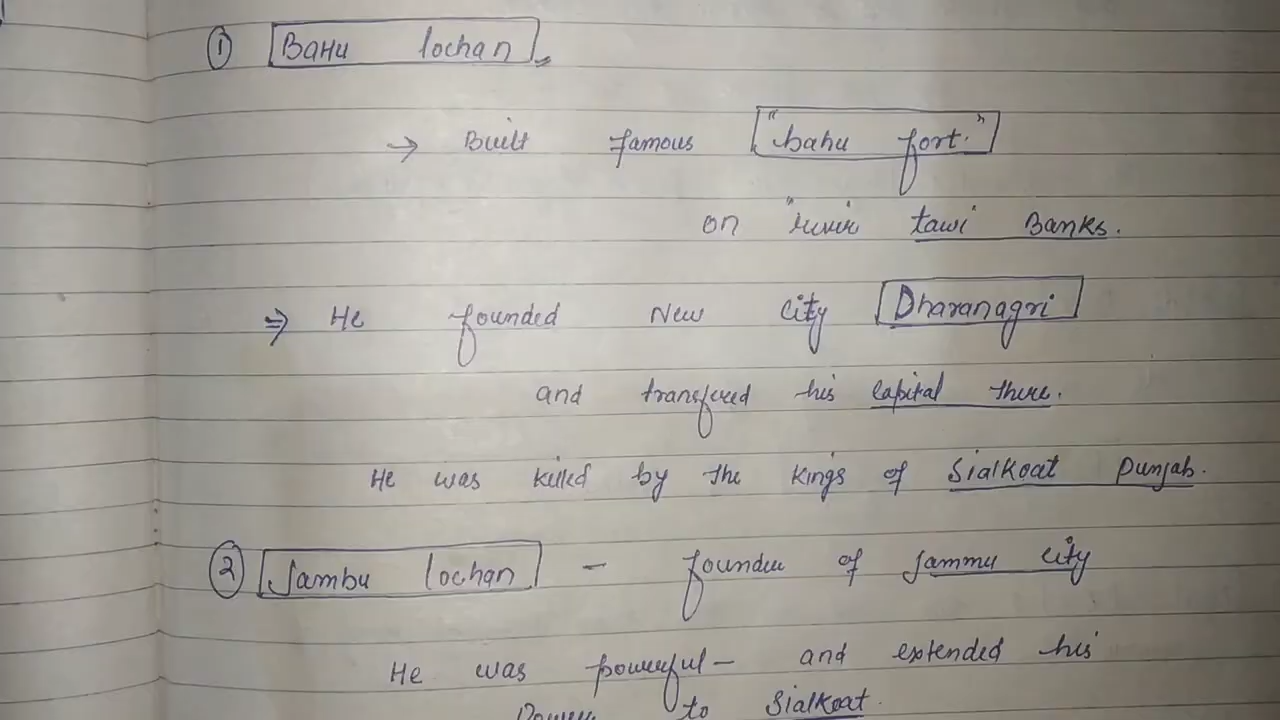 ① Bahu lochan
→ Built famous "bahu fort."
on "river tawi Banks.
⇒ He founded New City Dharanagri
and transfered his capital there.
He was killed by the kings of Sialkoat Punjab.
② Jambu lochan - founder of Jammu city
He was powerful - and extended his
Power to Sialkoat.